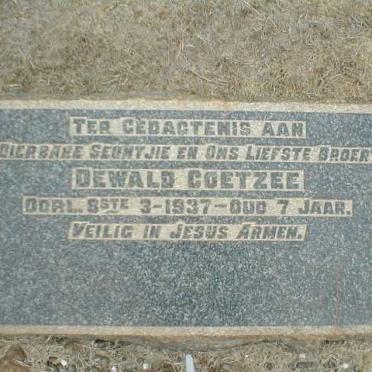 TER GEDACTENIS AAN
DIERBARE SEUNTJIE EN ONS LIEFSTE BROER
DEWALD COETZEE
OORL. 8STE 3-1937-OUD 7 JAAR.
VEILIG IN JESUS ARMEN.